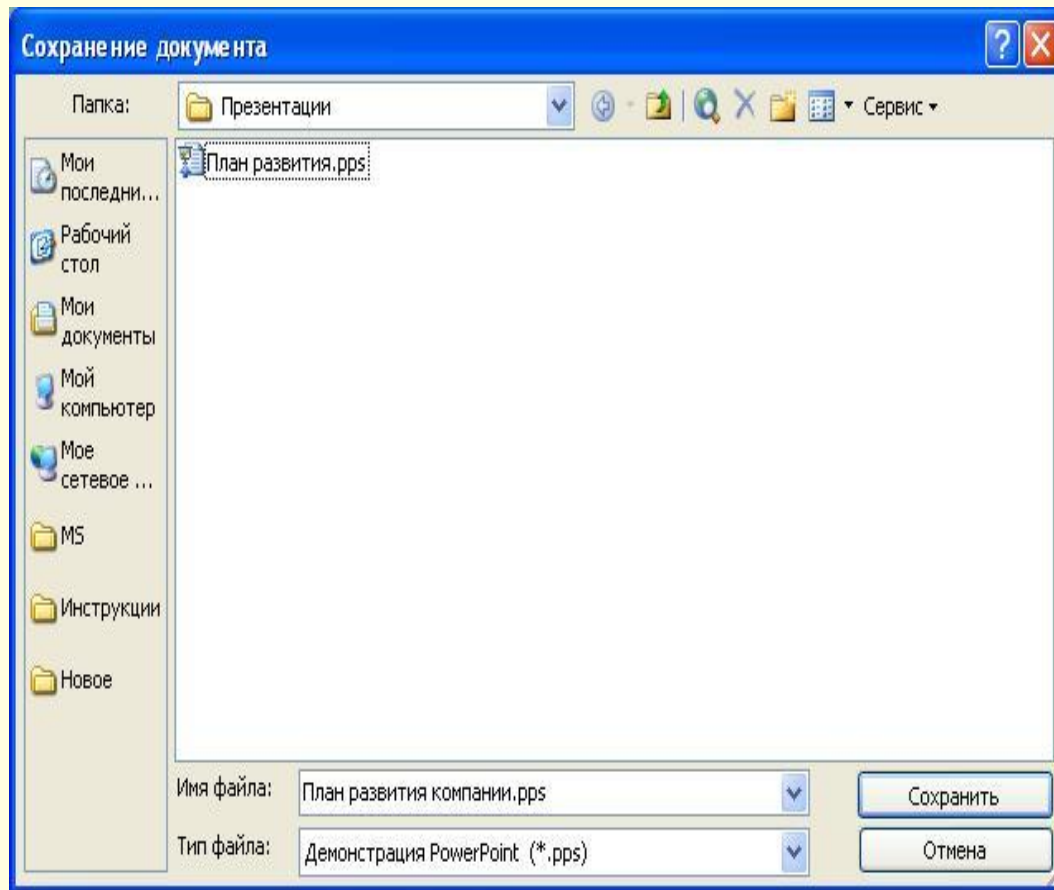 Сохранение документа
Папка:
Презентации
Сервис
Мои
последни...
Рабочий
стол
Мои
документы
Мой
компьютер
Мое
сетевое ...
MS
Инструкции
Новое
План развития.pps
Имя файла:
План развития компании.pps
Сохранить
Тип файла:
Демонстрация PowerPoint (*.pps)
Отмена